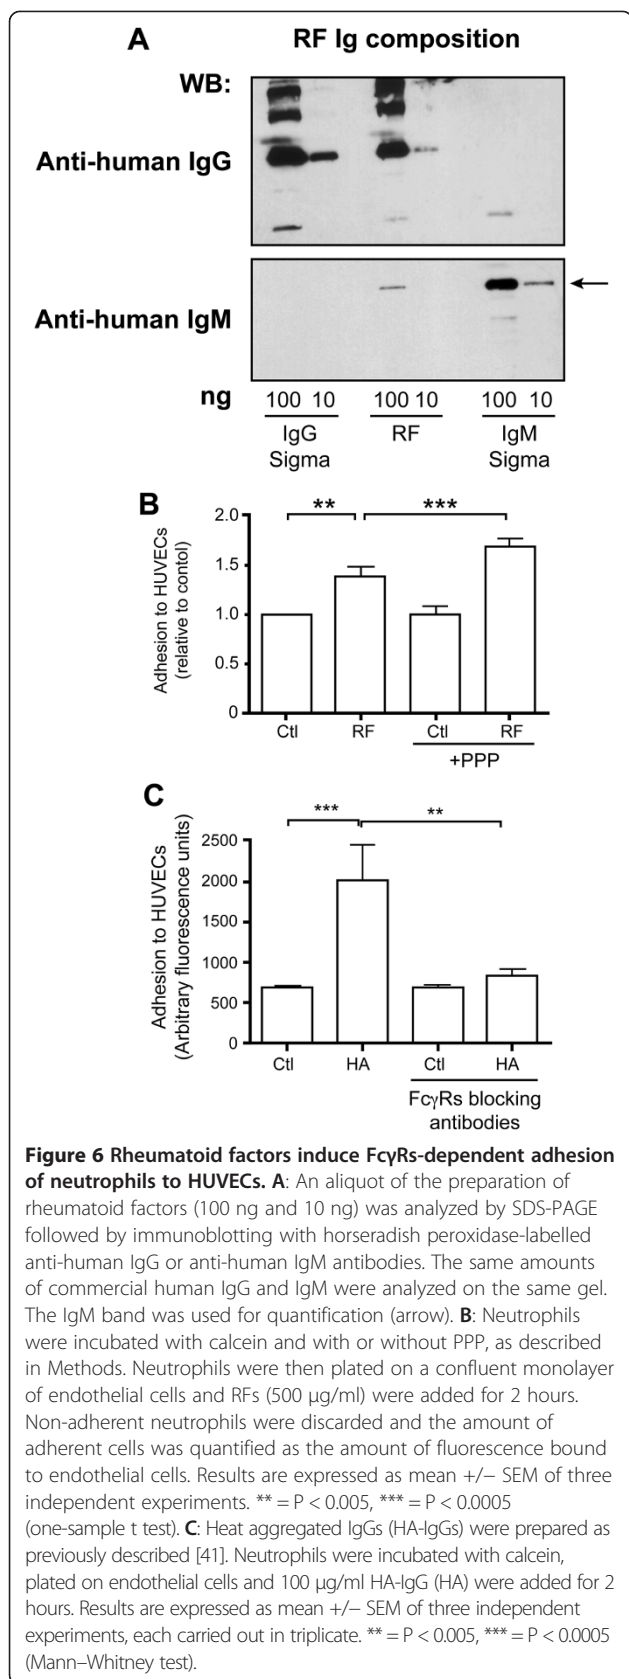 A RF Ig composition
WB:
Anti-human IgG
Anti-human IgM
ng 100 10 100 10 100 10
IgG RF IgM
Sigma Sigma
B
Adhesion to HUVECs
(relative to contol)
2.0
1.5
1.0
0.5
0
** ***
Ctl RF Ctl RF
+PPP
C
Adhesion to HUVECs
(Arbitrary fluorescence units)
2500
2000
1500
1000
500
0
*** **
Ctl HA Ctl HA
FcγRs blocking
antibodies
Figure 6 Rheumatoid factors induce FcγRs-dependent adhesion
of neutrophils to HUVECs. A: An aliquot of the preparation of
rheumatoid factors (100 ng and 10 ng) was analyzed by SDS-PAGE
followed by immunoblotting with horseradish peroxidase-labelled
anti-human IgG or anti-human IgM antibodies. The same amounts
of commercial human IgG and IgM were analyzed on the same gel.
The IgM band was used for quantification (arrow). B: Neutrophils
were incubated with calcein and with or without PPP, as described
in Methods. Neutrophils were then plated on a confluent monolayer
of endothelial cells and RFs (500 μg/ml) were added for 2 hours.
Non-adherent neutrophils were discarded and the amount of
adherent cells was quantified as the amount of fluorescence bound
to endothelial cells. Results are expressed as mean +/− SEM of three
independent experiments. ** = P < 0.005, *** = P < 0.0005
(one-sample t test). C: Heat aggregated IgGs (HA-IgGs) were prepared as
previously described [41]. Neutrophils were incubated with calcein,
plated on endothelial cells and 100 μg/ml HA-IgG (HA) were added for 2
hours. Results are expressed as mean +/− SEM of three independent
experiments, each carried out in triplicate. ** = P < 0.005, *** = P < 0.0005
(Mann–Whitney test).